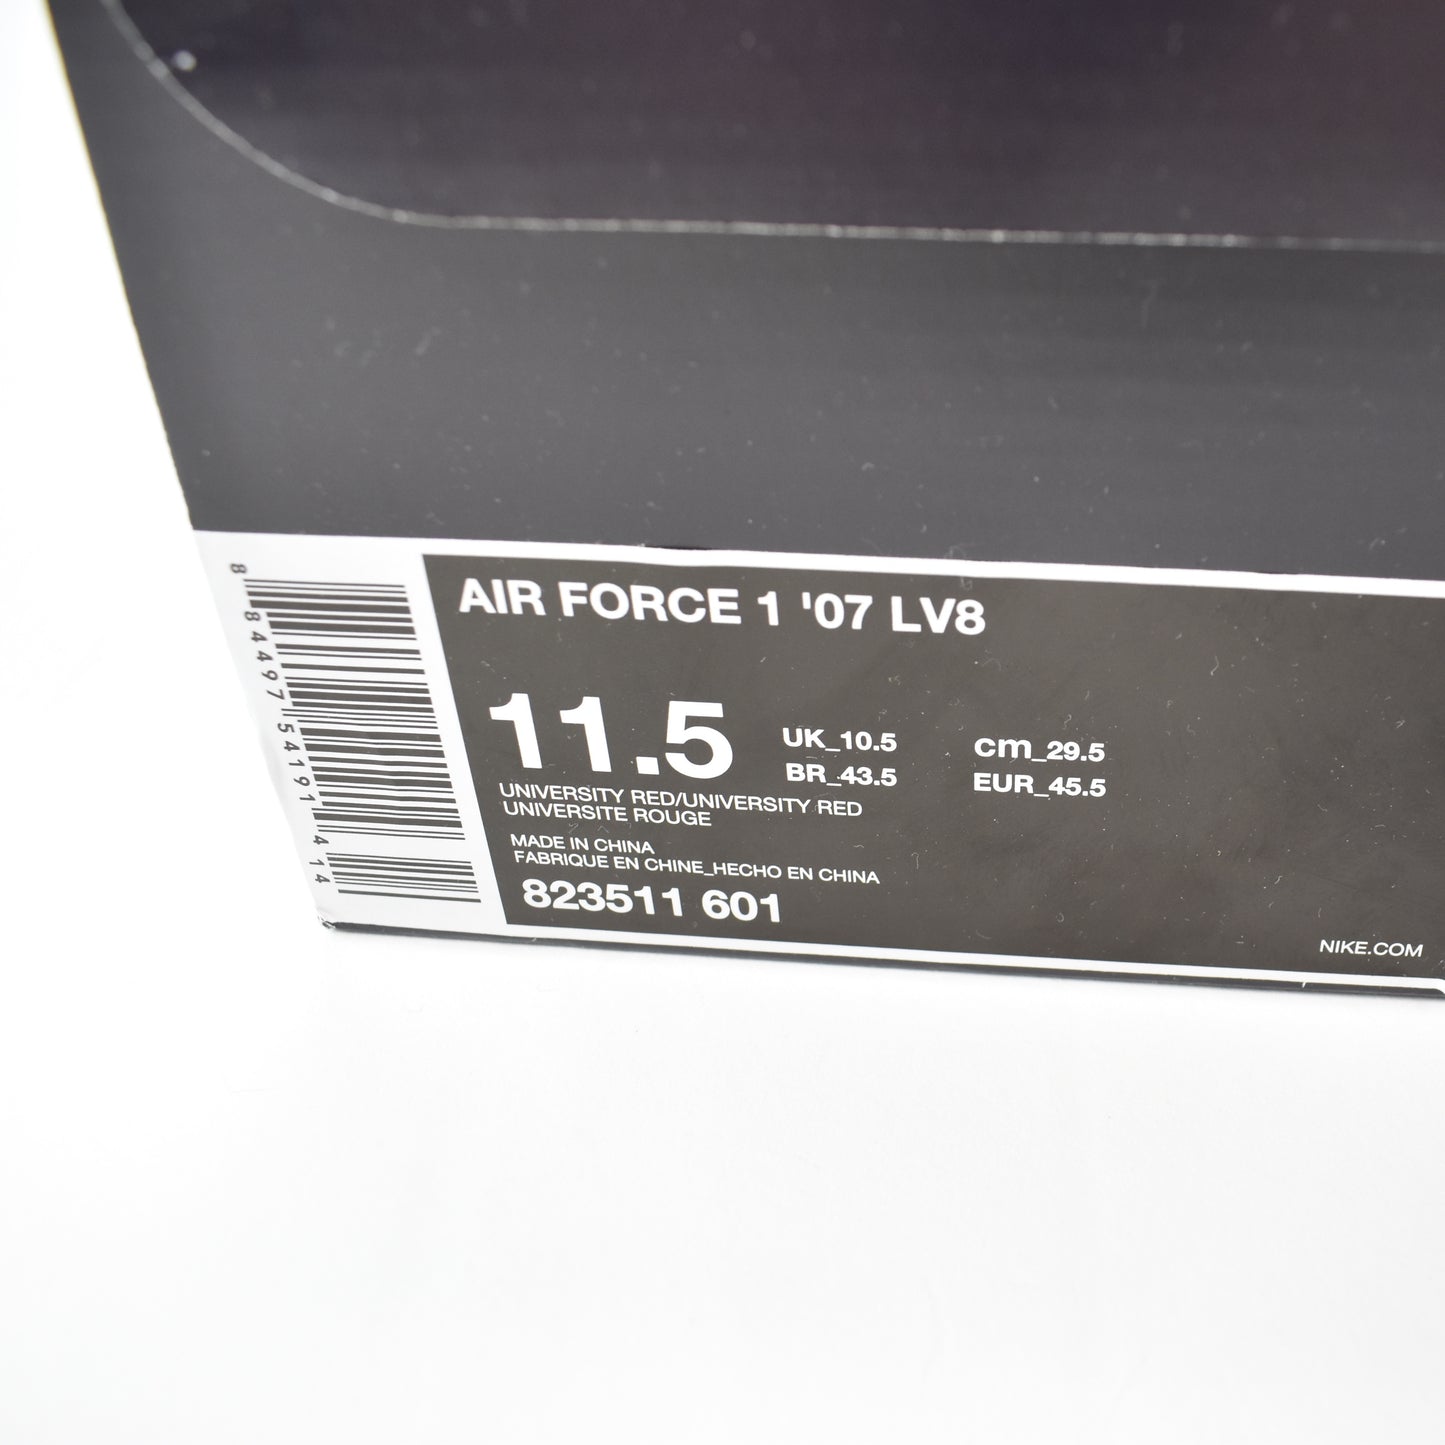 AIR FORCE 1 '07 LV8
11.5
UK_10.5
cm_29.5
BR_43.5
EUR_45.5
UNIVERSITY RED/UNIVERSITY RED
UNIVERSITE ROUGE
MADE IN CHINA
FABRIQUE EN CHINE_HECHO EN CHINA
823511 601
NIKE.COM
8 84497 54191 4 14